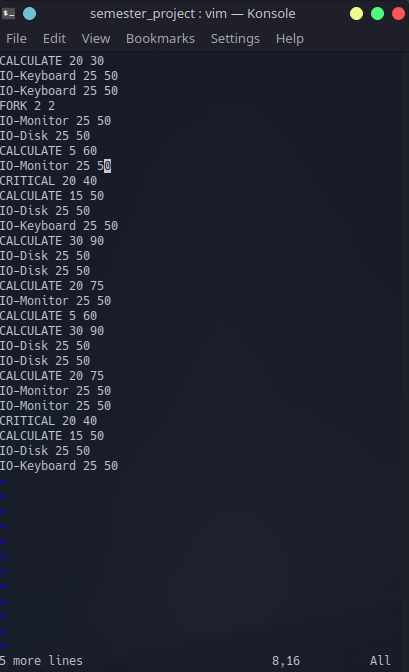 semester_project : vim — Konsole
File Edit View Bookmarks Settings Help
CALCULATE 20 30
IO-Keyboard 25 50
IO-Keyboard 25 50
FORK 2 2
IO-Monitor 25 50
IO-Disk 25 50
CALCULATE 5 60
IO-Monitor 25 50
CRITICAL 20 40
CALCULATE 15 50
IO-Disk 25 50
IO-Keyboard 25 50
CALCULATE 30 90
IO-Disk 25 50
IO-Disk 25 50
CALCULATE 20 75
IO-Monitor 25 50
CALCULATE 5 60
CALCULATE 30 90
IO-Disk 25 50
IO-Disk 25 50
CALCULATE 20 75
IO-Monitor 25 50
IO-Monitor 25 50
CRITICAL 20 40
CALCULATE 15 50
IO-Disk 25 50
IO-Keyboard 25 50
~
~
~
~
~
~
~
~
~
~
~
~
5 more lines 8,16 All